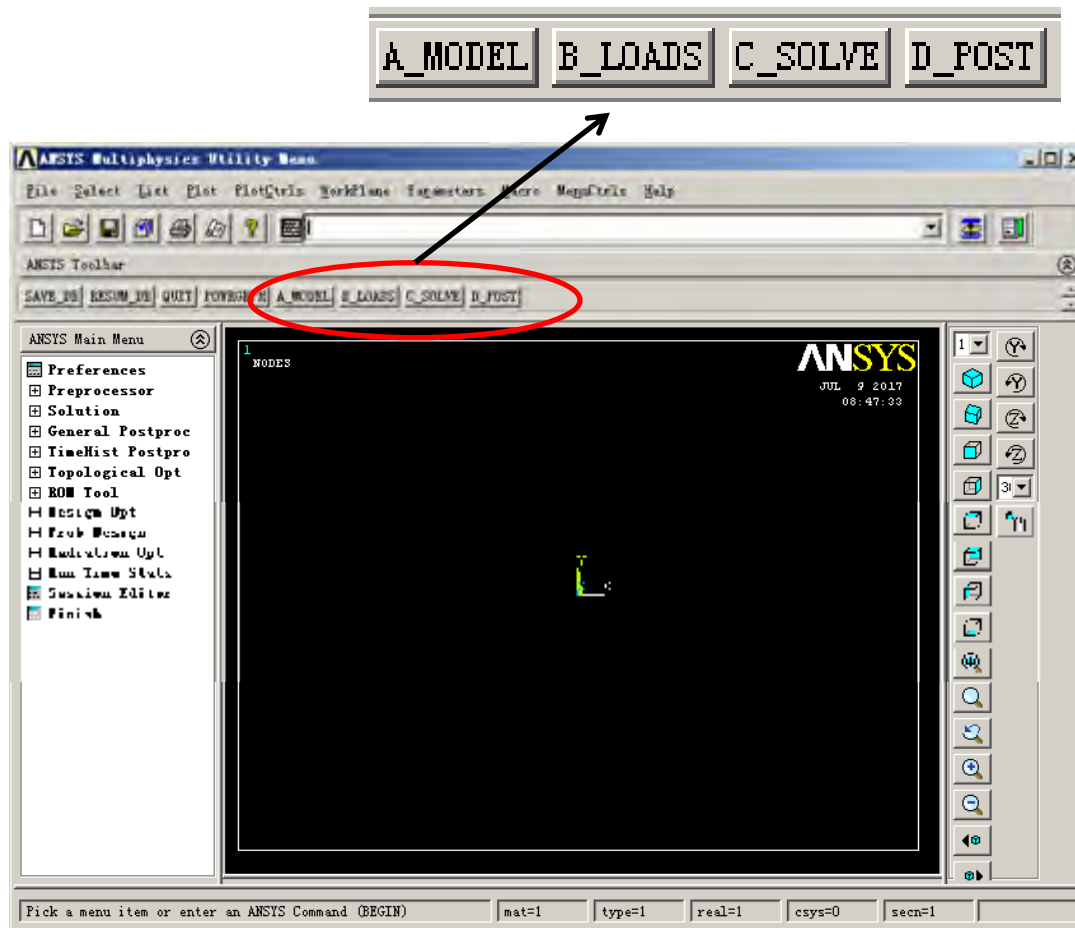 A_MODEL B_LOADS C_SOLVE D_POST
ANSYS Multiphysics Utility Menu
File Select List Plot PlotCtrls WorkPlane Parameters Macro MenuCtrls Help
ANSYS Toolbar
SAVE_DB RESUM_DB QUIT A_MODEL B_LOADS C_SOLVE D_POST
ANSYS Main Menu
Preferences
Preprocessor
Solution
General Postproc
TimeHist Postpro
Topological Opt
ROM Tool
Design Opt
Prob Design
Radiation Opt
Run Time Stats
Session Editor
Finish
1
NODES
ANSYS
JUL 9 2017
08:47:33
Y
1
Y
Y
Z
Z
Pick a menu item or enter an ANSYS Command (BEGIN) mat=1 type=1 real=1 csys=0 secn=1